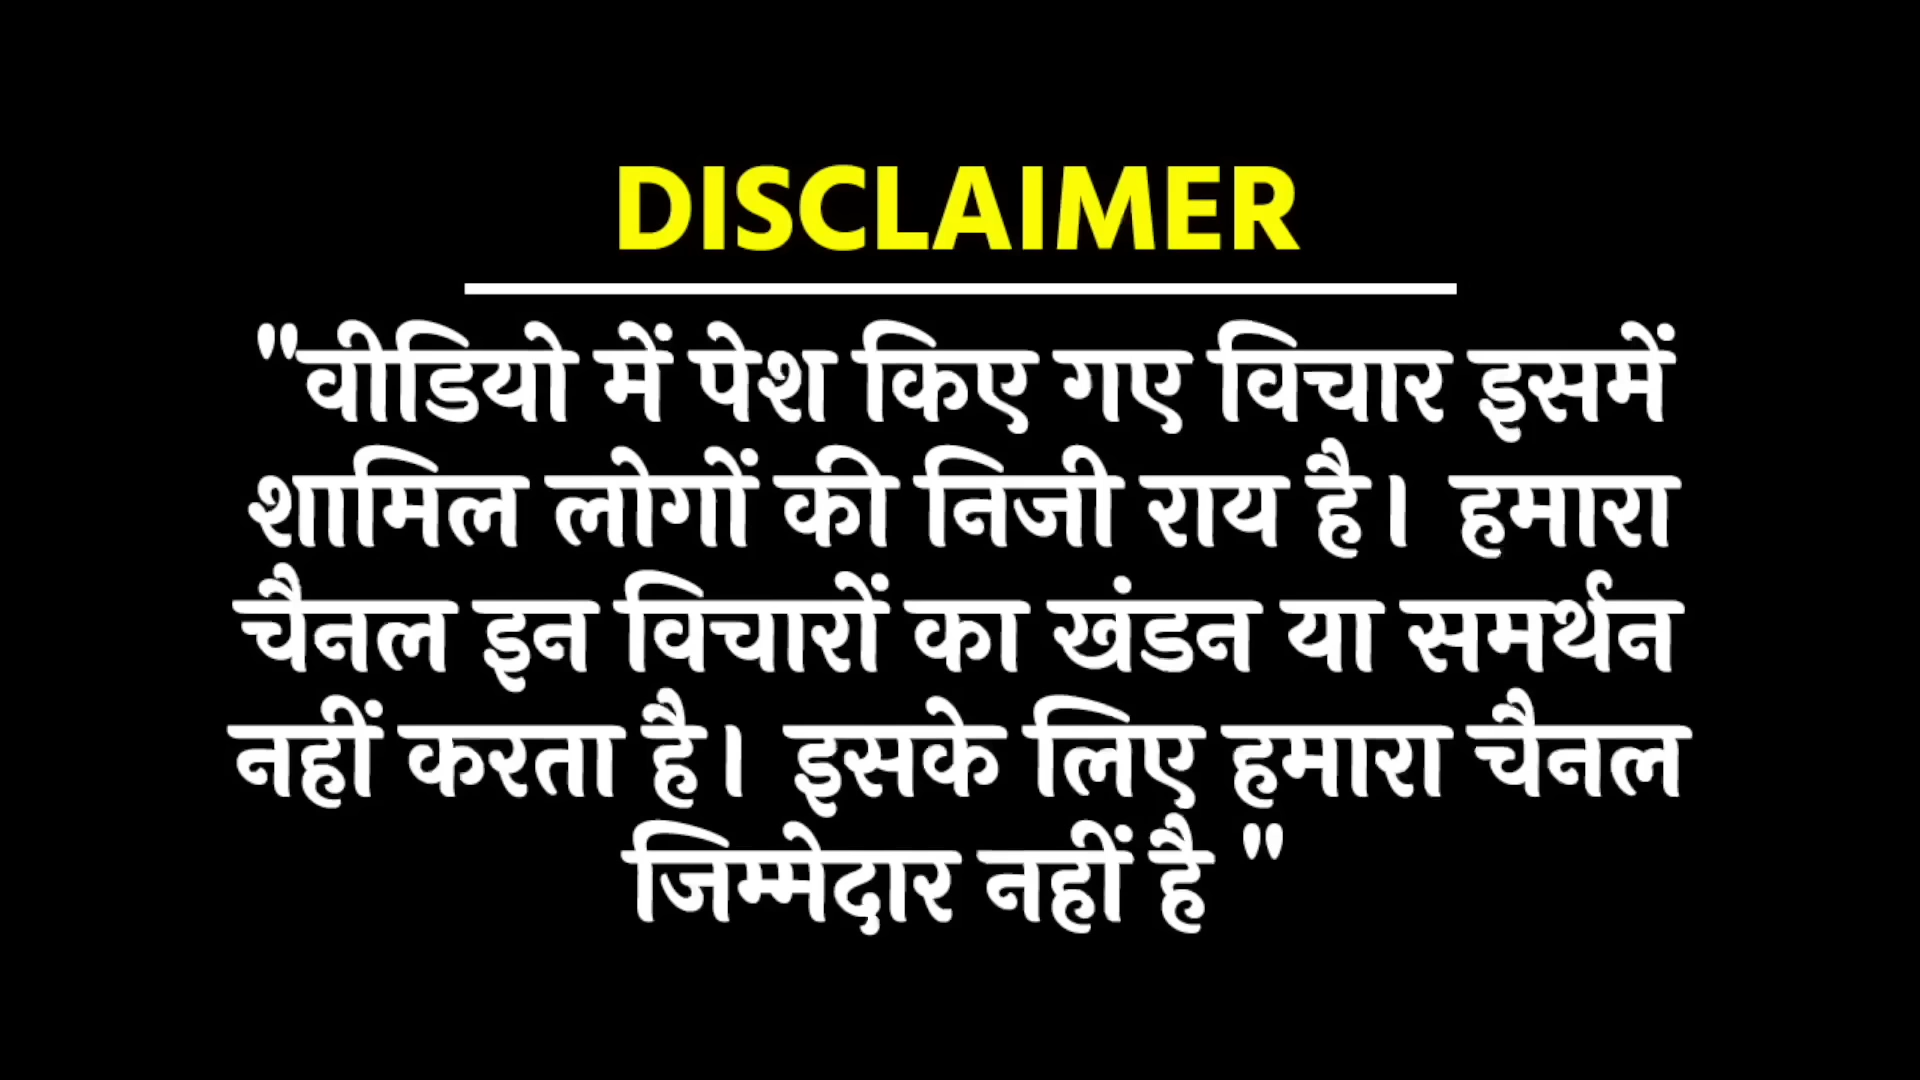 DISCLAIMER
"वीडियो में पेश किए गए विचार इसमें
शामिल लोगों की निजी राय है। हमारा
चैनल इन विचारों का खंडन या समर्थन
नहीं करता है। इसके लिए हमारा चैनल
जिम्मेदार नहीं है "